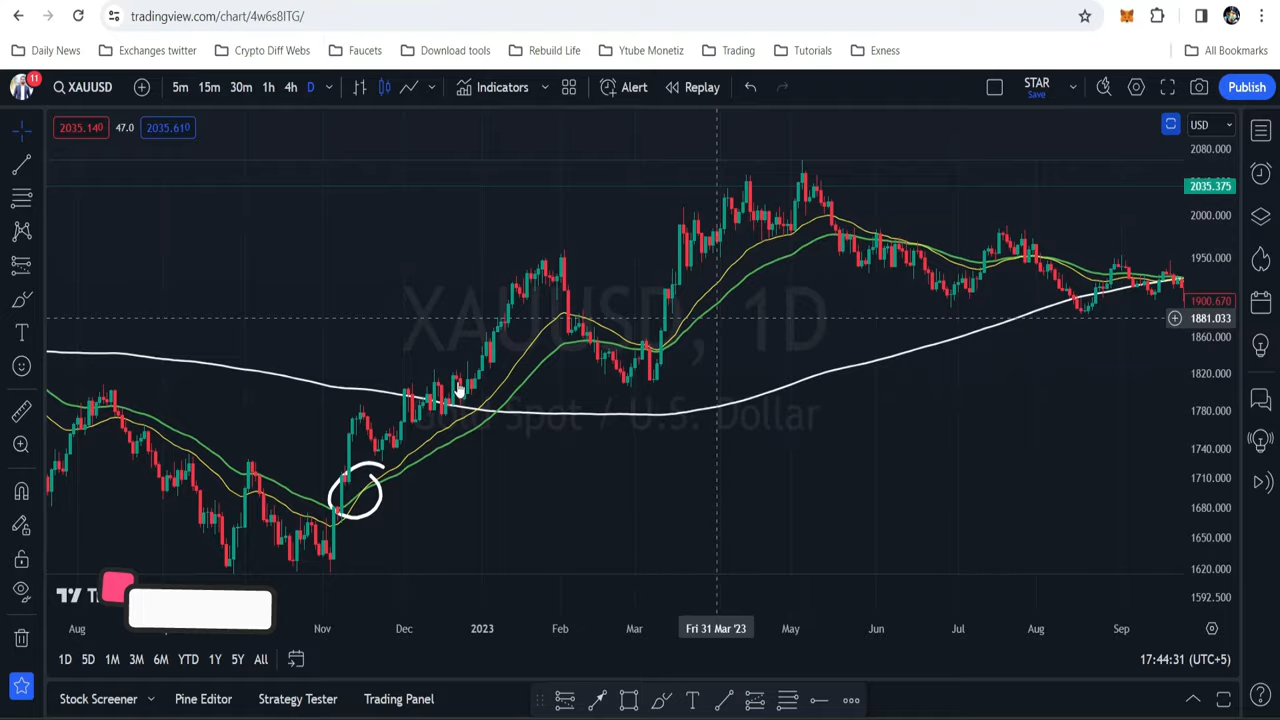 tradingview.com/chart/4w6s8ITG/
Daily News Exchanges twitter Crypto Diff Webs Faucets Download tools Rebuild Life Ytube Monetiz Trading Tutorials Exness All Bookmarks
11 XAUUSD 5m 15m 30m 1h 4h D Indicators Alert Replay STAR Save Publish
2035.140 47.0 2035.610 USD
2080.000
2035.375
2000.000
1950.000
1900.670
1881.033
1860.000
1820.000
1780.000
1740.000
1710.000
1680.000
1650.000
1620.000
1592.500
XAUUSD, 1D
Gold Spot / U.S. Dollar
Aug Nov Dec 2023 Feb Mar Fri 31 Mar '23 May Jun Jul Aug Sep
1D 5D 1M 3M 6M YTD 1Y 5Y All 17:44:31 (UTC+5)
Stock Screener Pine Editor Strategy Tester Trading Panel